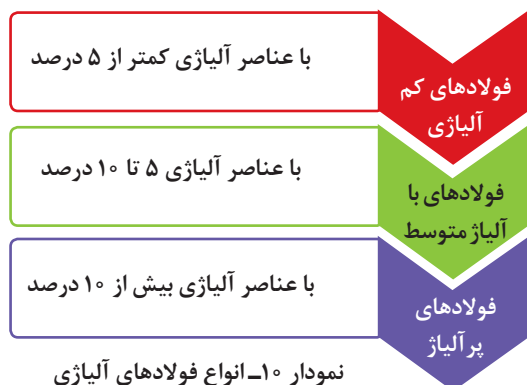 فولادهای کم
آلیاژی
با عناصر آلیاژی کمتر از ۵ درصد
فولادهای با
آلیاژ متوسط
با عناصر آلیاژی ۵ تا ۱۰ درصد
فولادهای
پرآلیاژ
با عناصر آلیاژی بیش از ۱۰ درصد
نمودار ۱۰ـ انواع فولادهای آلیاژی